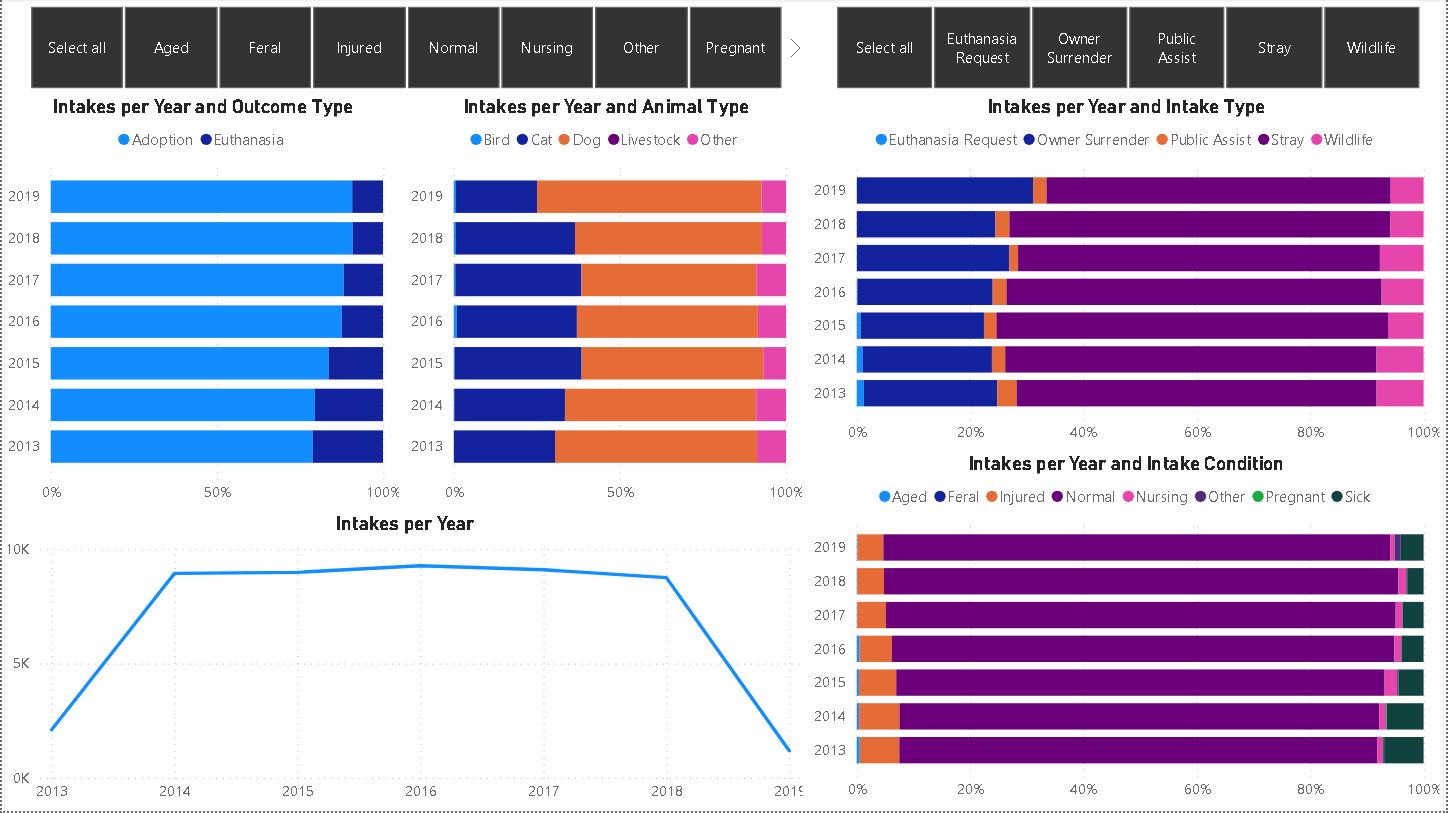 Select all
Aged
Feral
Injured
Normal
Nursing
Other
Pregnant
Select all
Euthanasia
Request
Owner
Surrender
Public
Assist
Stray
Wildlife
Intakes per Year and Outcome Type
Adoption Euthanasia
2019
2018
2017
2016
2015
2014
2013
0% 50% 100%
Intakes per Year and Animal Type
Bird Cat Dog Livestock Other
2019
2018
2017
2016
2015
2014
2013
0% 50% 100%
Intakes per Year and Intake Type
Euthanasia Request Owner Surrender Public Assist Stray Wildlife
2019
2018
2017
2016
2015
2014
2013
0% 20% 40% 60% 80% 100%
Intakes per Year
10K
5K
0K
2013 2014 2015 2016 2017 2018 2019
Intakes per Year and Intake Condition
Aged Feral Injured Normal Nursing Other Pregnant Sick
2019
2018
2017
2016
2015
2014
2013
0% 20% 40% 60% 80% 100%